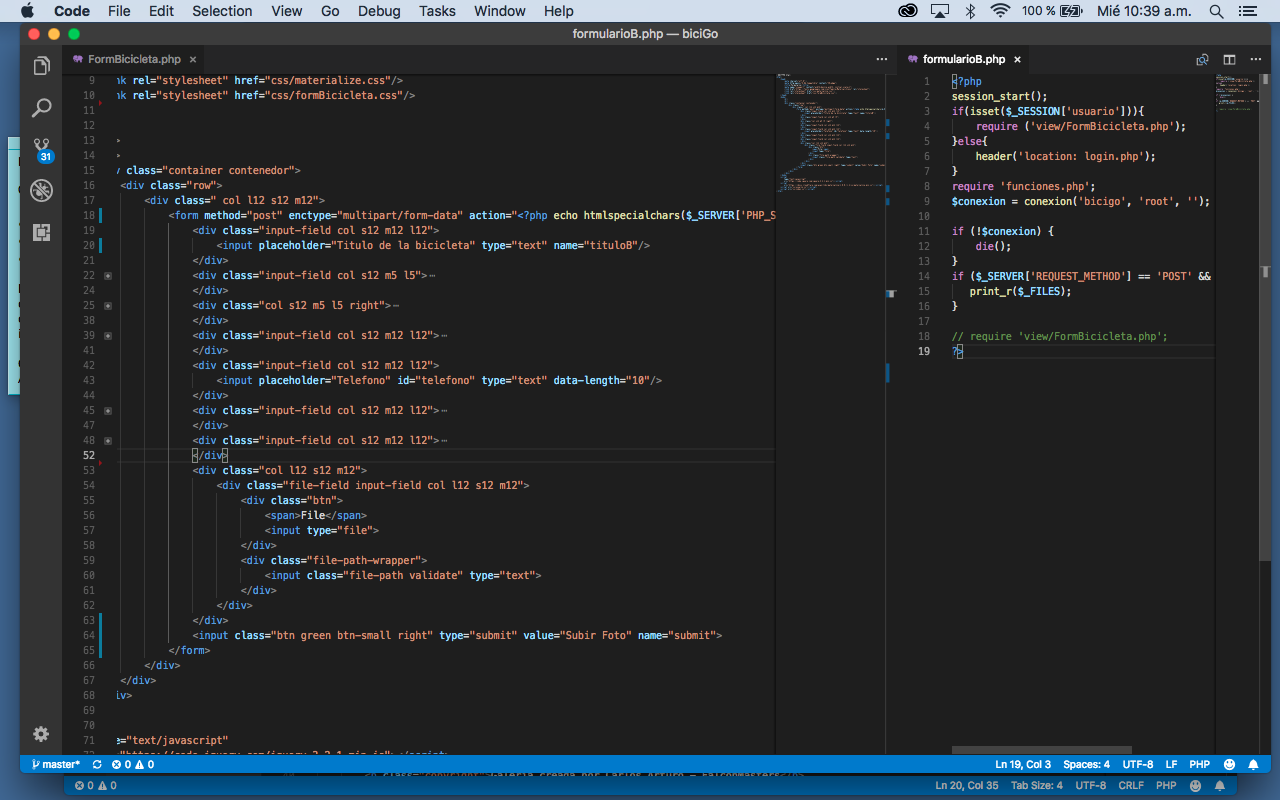 Code File Edit Selection View Go Debug Tasks Window Help 100 % Mié 10:39 a.m.
formularioB.php — biciGo
FormBicicleta.php ×
9 nk rel="stylesheet" href="css/materialize.css"/>
10 nk rel="stylesheet" href="css/formBicicleta.css"/>
11
12
13 >
14 >
15 v class="container contenedor">
16 <div class="row">
17 <div class=" col l12 s12 m12">
18 <form method="post" enctype="multipart/form-data" action="<?php echo htmlspecialchars($_SERVER['PHP_S
19 <div class="input-field col s12 m12 l12">
20 <input placeholder="Titulo de la bicicleta" type="text" name="tituloB"/>
21 </div>
22 <div class="input-field col s12 m5 l5">⋯
24 </div>
25 <div class="col s12 m5 l5 right">⋯
38 </div>
39 <div class="input-field col s12 m12 l12">⋯
41 </div>
42 <div class="input-field col s12 m12 l12">
43 <input placeholder="Telefono" id="telefono" type="text" data-length="10"/>
44 </div>
45 <div class="input-field col s12 m12 l12">⋯
47 </div>
48 <div class="input-field col s12 m12 l12">⋯
52 </div>
53 <div class="col l12 s12 m12">
54 <div class="file-field input-field col l12 s12 m12">
55 <div class="btn">
56 <span>File</span>
57 <input type="file">
58 </div>
59 <div class="file-path-wrapper">
60 <input class="file-path validate" type="text">
61 </div>
62 </div>
63 </div>
64 <input class="btn green btn-small right" type="submit" value="Subir Foto" name="submit">
65 </form>
66 </div>
67 </div>
68 iv>
69
70
71 e="text/javascript"
formularioB.php ×
1 <?php
2 session_start();
3 if(isset($_SESSION['usuario'])){
4 require ('view/FormBicicleta.php');
5 }else{
6 header('location: login.php');
7 }
8 require 'funciones.php';
9 $conexion = conexion('bicigo', 'root', '');
10
11 if (!$conexion) {
12 die();
13 }
14 if ($_SERVER['REQUEST_METHOD'] == 'POST' &&
15 print_r($_FILES);
16 }
17
18 // require 'view/FormBicicleta.php';
19 ?>
31
master* 0 0 Ln 19, Col 3 Spaces: 4 UTF-8 LF PHP
0 0 Ln 20, Col 35 Tab Size: 4 UTF-8 CRLF PHP